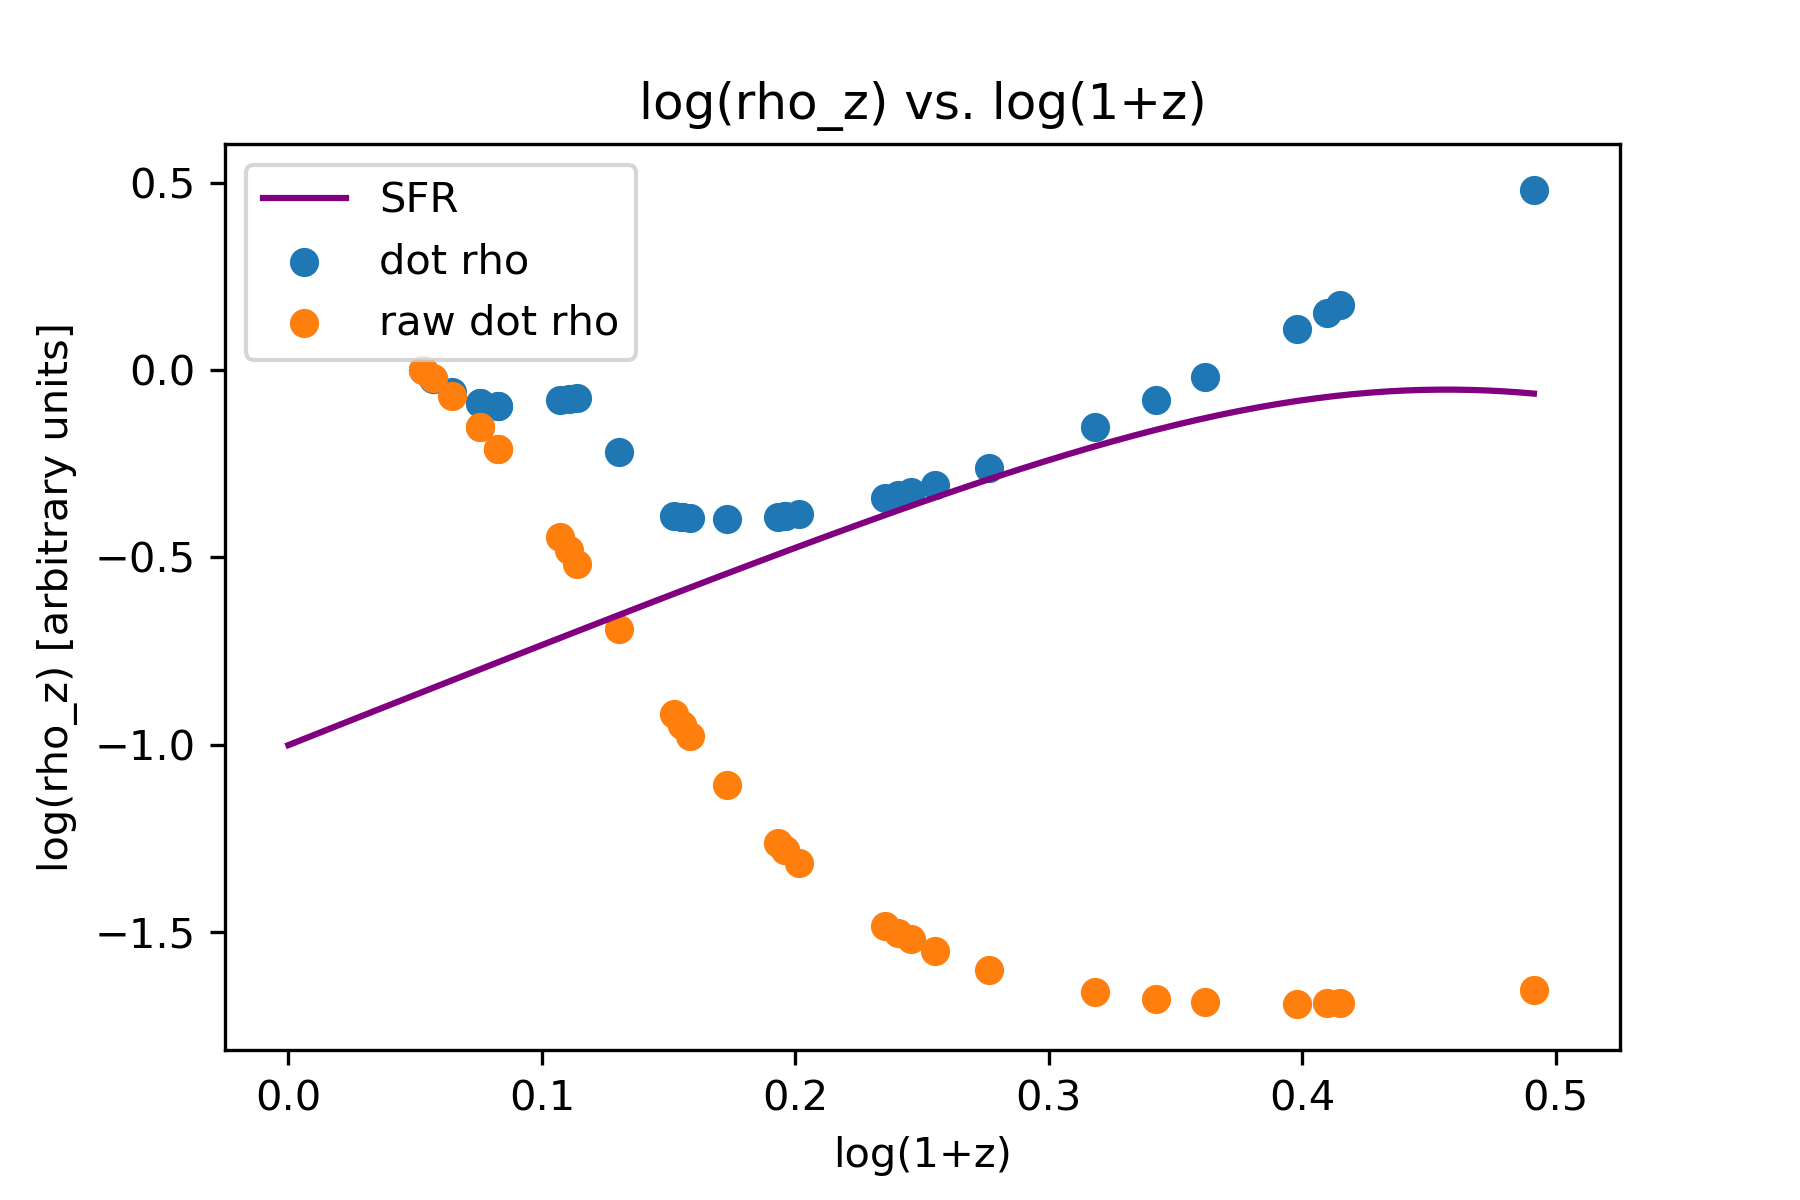 log(rho_z) vs. log(1+z)
SFR
dot rho
raw dot rho
log(rho_z) [arbitrary units]
0.5
0.0
−0.5
−1.0
−1.5
0.0 0.1 0.2 0.3 0.4 0.5
log(1+z)